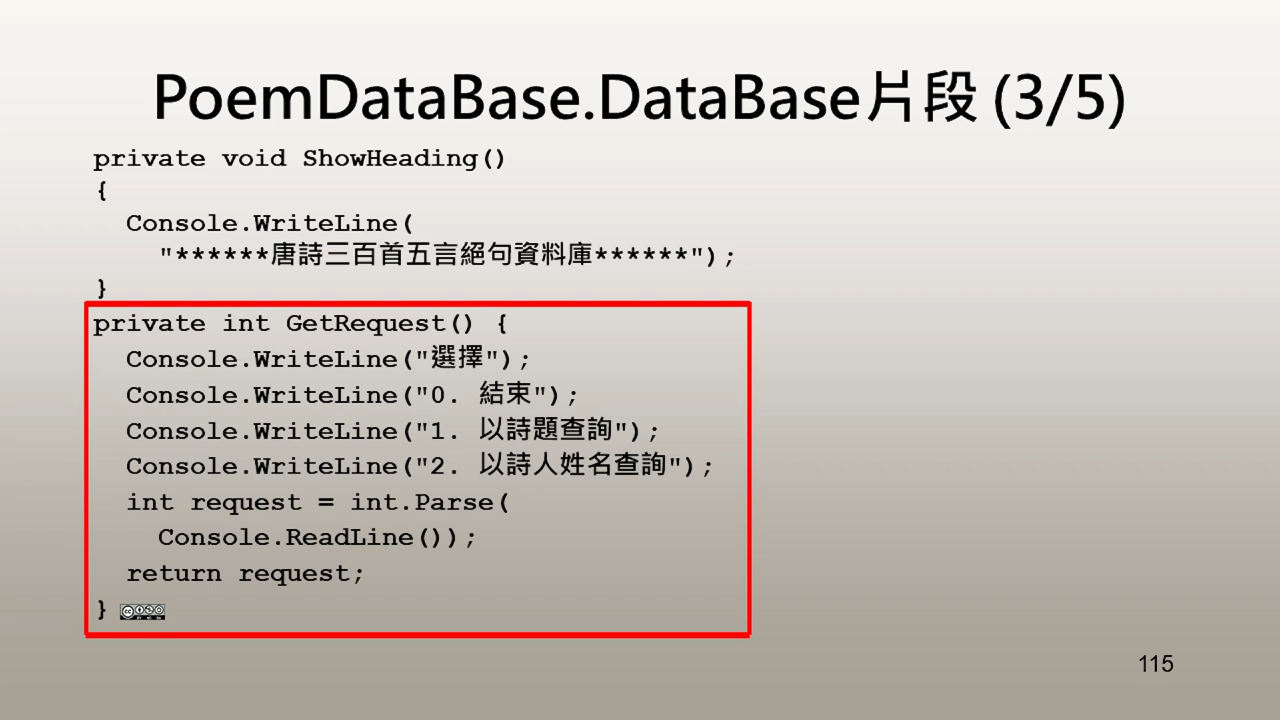 PoemDataBase.DataBase片段 (3/5)
private void ShowHeading()
{
Console.WriteLine(
"******唐詩三百首五言絕句資料庫******");
}
private int GetRequest() {
Console.WriteLine("選擇");
Console.WriteLine("0. 結束");
Console.WriteLine("1. 以詩題查詢");
Console.WriteLine("2. 以詩人姓名查詢");
int request = int.Parse(
Console.ReadLine());
return request;
}
115